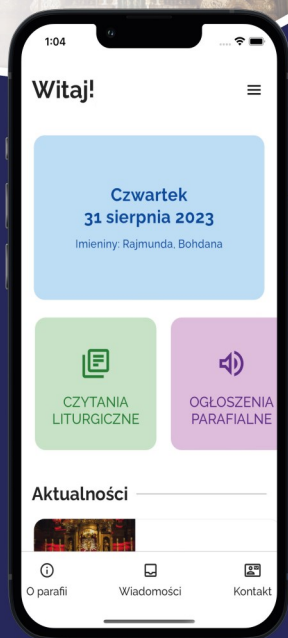 1:04
Witaj!
Czwartek
31 sierpnia 2023
Imieniny: Rajmunda, Bohdana
CZYTANIA
LITURGICZNE
OGŁOSZENIA
PARAFIALNE
Aktualności
O parafii
Wiadomości
Kontakt